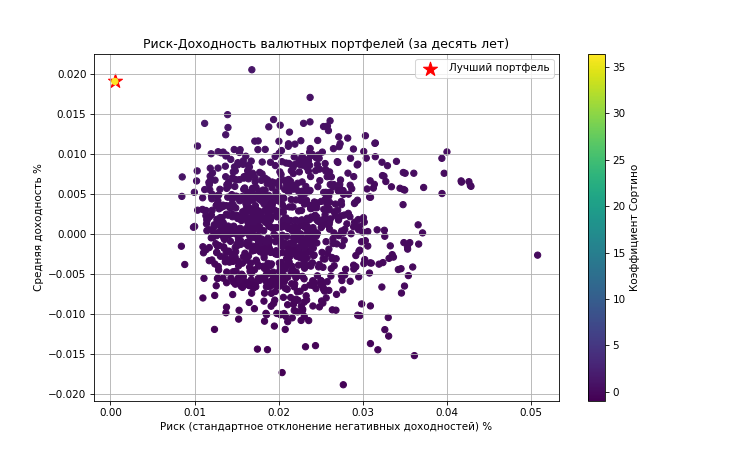 Риск-Доходность валютных портфелей (за десять лет)
Лучший портфель
0.020
0.015
0.010
0.005
0.000
−0.005
−0.010
−0.015
−0.020
Средняя доходность %
0.00 0.01 0.02 0.03 0.04 0.05
Риск (стандартное отклонение негативных доходностей) %
35
30
25
20
15
10
5
0
Коэффициент Сортино